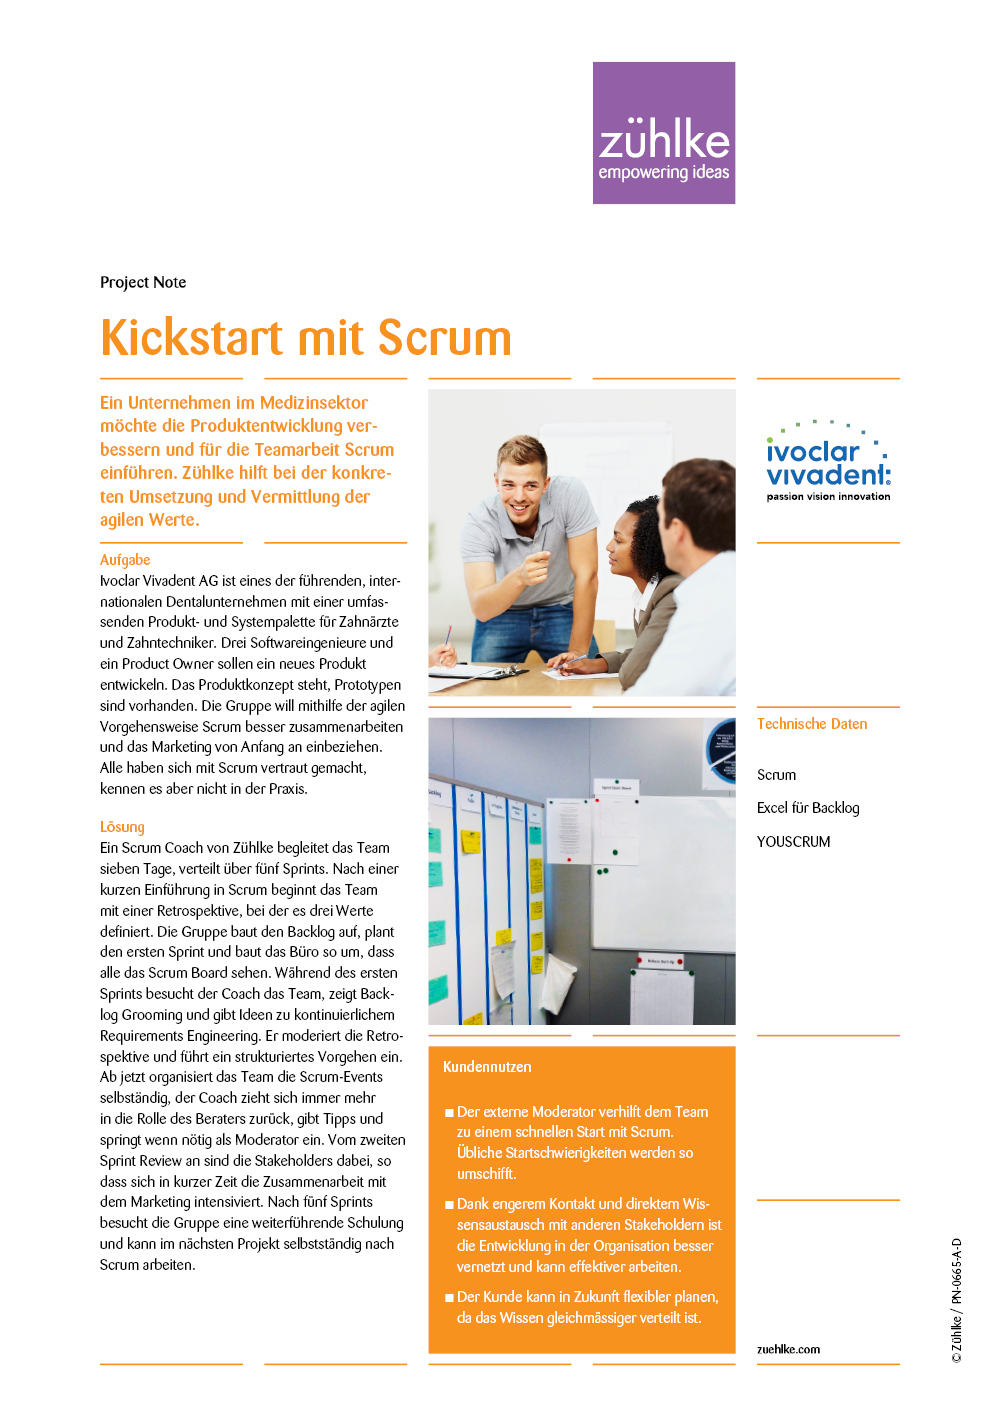 zühlke
empowering ideas
Project Note
Kickstart mit Scrum
Ein Unternehmen im Medizinsektor
möchte die Produktentwicklung ver-
bessern und für die Teamarbeit Scrum
einführen. Zühlke hilft bei der konkre-
ten Umsetzung und Vermittlung der
agilen Werte.
Aufgabe
Ivoclar Vivadent AG ist eines der führenden, inter-
nationalen Dentalunternehmen mit einer umfas-
senden Produkt- und Systempalette für Zahnärzte
und Zahntechniker. Drei Softwareingenieure und
ein Product Owner sollen ein neues Produkt
entwickeln. Das Produktkonzept steht, Prototypen
sind vorhanden. Die Gruppe will mithilfe der agilen
Vorgehensweise Scrum besser zusammenarbeiten
und das Marketing von Anfang an einbeziehen.
Alle haben sich mit Scrum vertraut gemacht,
kennen es aber nicht in der Praxis.
Lösung
Ein Scrum Coach von Zühlke begleitet das Team
sieben Tage, verteilt über fünf Sprints. Nach einer
kurzen Einführung in Scrum beginnt das Team
mit einer Retrospektive, bei der es drei Werte
definiert. Die Gruppe baut den Backlog auf, plant
den ersten Sprint und baut das Büro so um, dass
alle das Scrum Board sehen. Während des ersten
Sprints besucht der Coach das Team, zeigt Back-
log Grooming und gibt Ideen zu kontinuierlichem
Requirements Engineering. Er moderiert die Retro-
spektive und führt ein strukturiertes Vorgehen ein.
Ab jetzt organisiert das Team die Scrum-Events
selbständig, der Coach zieht sich immer mehr
in die Rolle des Beraters zurück, gibt Tipps und
springt wenn nötig als Moderator ein. Vom zweiten
Sprint Review an sind die Stakeholders dabei, so
dass sich in kurzer Zeit die Zusammenarbeit mit
dem Marketing intensiviert. Nach fünf Sprints
besucht die Gruppe eine weiterführende Schulung
und kann im nächsten Projekt selbstständig nach
Scrum arbeiten.
Kundennutzen
■ Der externe Moderator verhilft dem Team
zu einem schnellen Start mit Scrum.
Übliche Startschwierigkeiten werden so
umschifft.
■ Dank engerem Kontakt und direktem Wis-
sensaustausch mit anderen Stakeholdern ist
die Entwicklung in der Organisation besser
vernetzt und kann effektiver arbeiten.
■ Der Kunde kann in Zukunft flexibler planen,
da das Wissen gleichmässiger verteilt ist.
ivoclar
vivadent:
passion vision innovation
Technische Daten
Scrum
Excel für Backlog
YOUSCRUM
zuehlke.com
© Zühlke / PN-0665-A-D